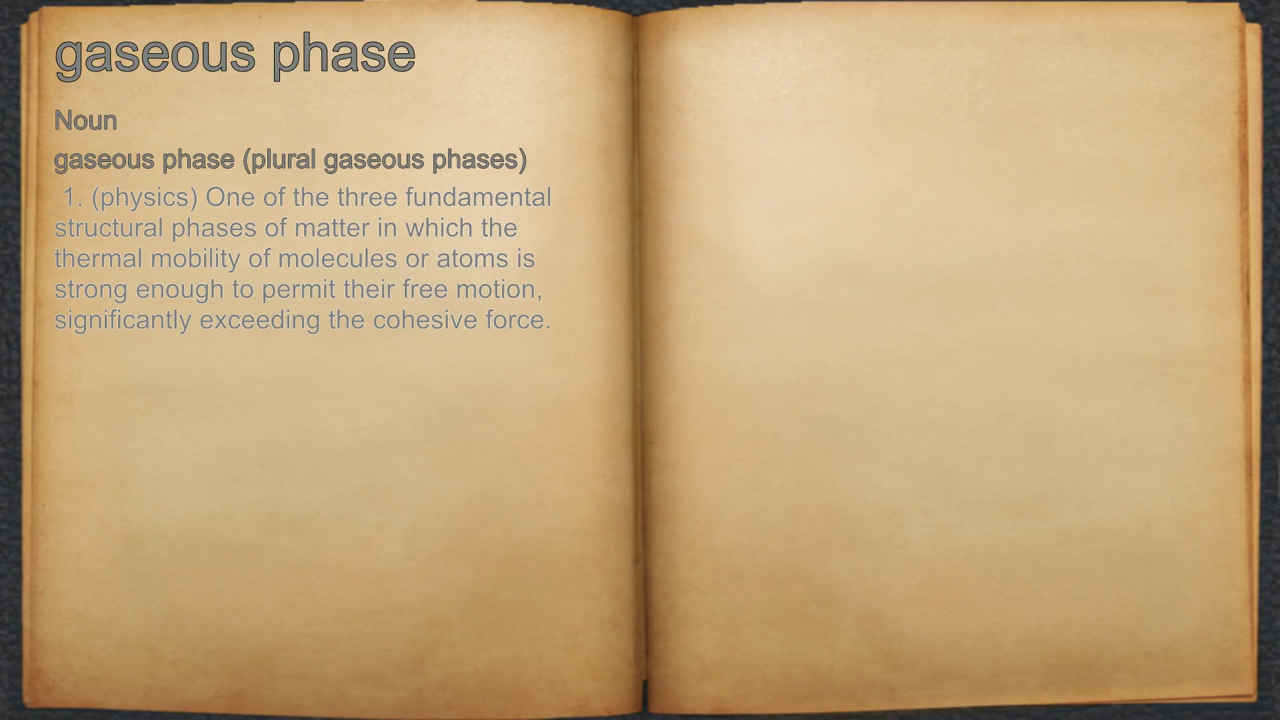 gaseous phase
Noun
gaseous phase (plural gaseous phases)
1. (physics) One of the three fundamental
structural phases of matter in which the
thermal mobility of molecules or atoms is
strong enough to permit their free motion,
significantly exceeding the cohesive force.